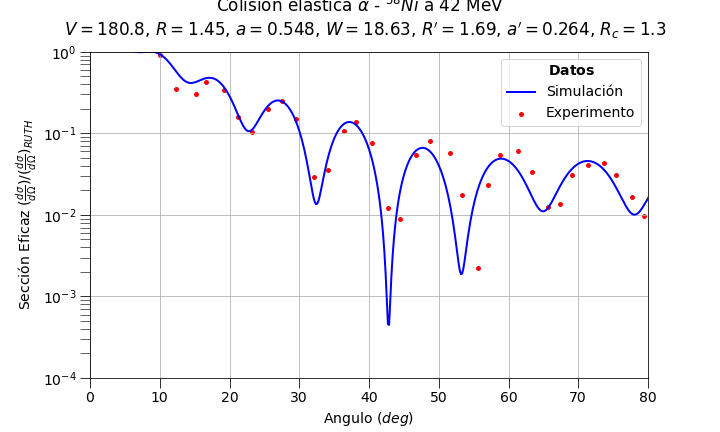 Colisión elástica α - ⁵⁸Ni a 42 MeV
V = 180.8, R = 1.45, a = 0.548, W = 18.63, R' = 1.69, a' = 0.264, R_c = 1.3
Datos
Simulación
Experimento
Sección Eficaz (dσ/dΩ)/(dσ/dΩ)_RUTH
10⁰
10⁻¹
10⁻²
10⁻³
10⁻⁴
0 10 20 30 40 50 60 70 80
Angulo (deg)